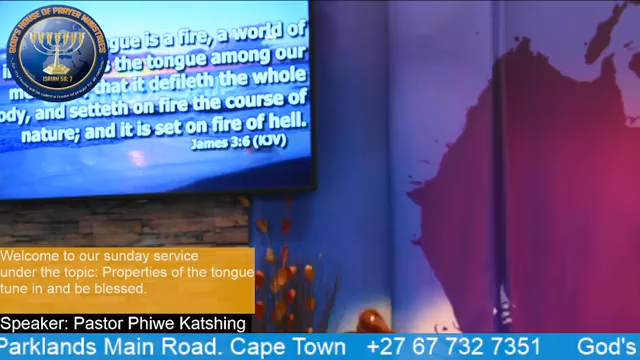 GOD'S HOUSE OF PRAYER MINISTRIES
ISAIAH 56: 7
gue is a fire, a world of
the tongue among our
that it defileth the whole
ody, and setteth on fire the course of
nature; and it is set on fire of hell.
James 3:6 (KJV)
Welcome to our sunday service
under the topic: Properties of the tongue
tune in and be blessed.
Speaker: Pastor Phiwe Katshing
Parklands Main Road. Cape Town +27 67 732 7351 God's